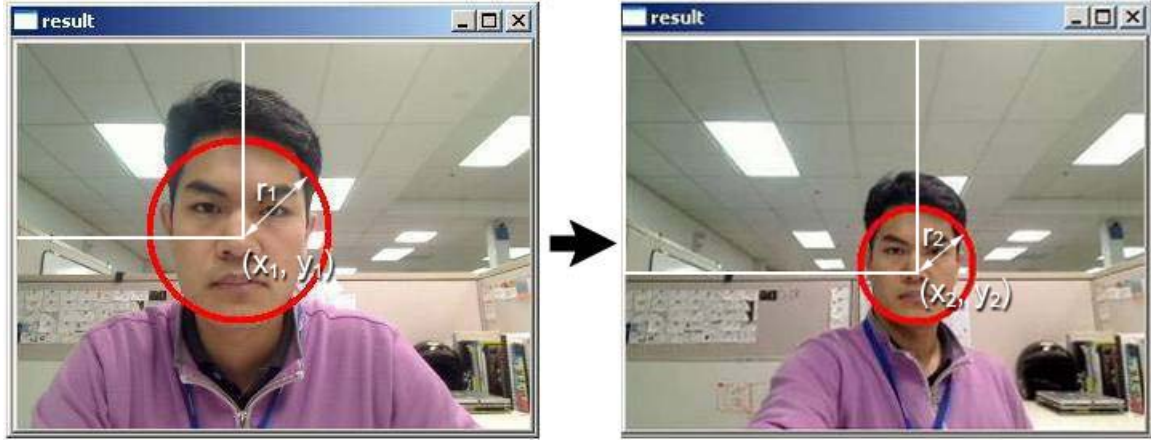 result
r₁
(x₁, y₁)
result
r₂
(x₂, y₂)